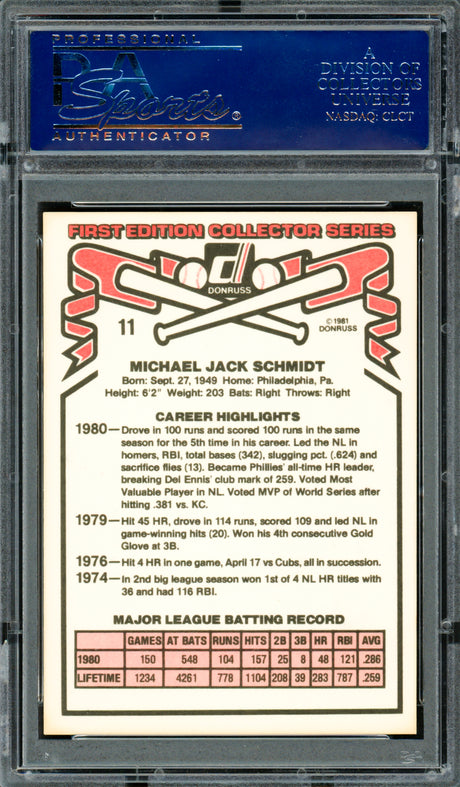 PROFESSIONAL
PSA
Sports®
AUTHENTICATOR
A
DIVISION OF
COLLECTORS
UNIVERSE
NASDAQ: CLCT
FIRST EDITION COLLECTOR SERIES
DONRUSS
11
©1981
DONRUSS
MICHAEL JACK SCHMIDT
Born: Sept. 27, 1949 Home: Philadelphia, Pa.
Height: 6'2" Weight: 203 Bats: Right Throws: Right
CAREER HIGHLIGHTS
1980—Drove in 100 runs and scored 100 runs in the same
season for the 5th time in his career. Led the NL in
homers, RBI, total bases (342), slugging pct. (.624) and
sacrifice flies (13). Became Phillies' all-time HR leader,
breaking Del Ennis' club mark of 259. Voted Most
Valuable Player in NL. Voted MVP of World Series after
hitting .381 vs. KC.
1979—Hit 45 HR, drove in 114 runs, scored 109 and led NL in
game-winning hits (20). Won his 4th consecutive Gold
Glove at 3B.
1976—Hit 4 HR in one game, April 17 vs Cubs, all in succession.
1974—In 2nd big league season won 1st of 4 NL HR titles with
36 and had 116 RBI.
MAJOR LEAGUE BATTING RECORD
GAMES AT BATS RUNS HITS 2B 3B HR RBI AVG
1980 150 548 104 157 25 8 48 121 .286
LIFETIME 1234 4261 778 1104 208 39 283 787 .259